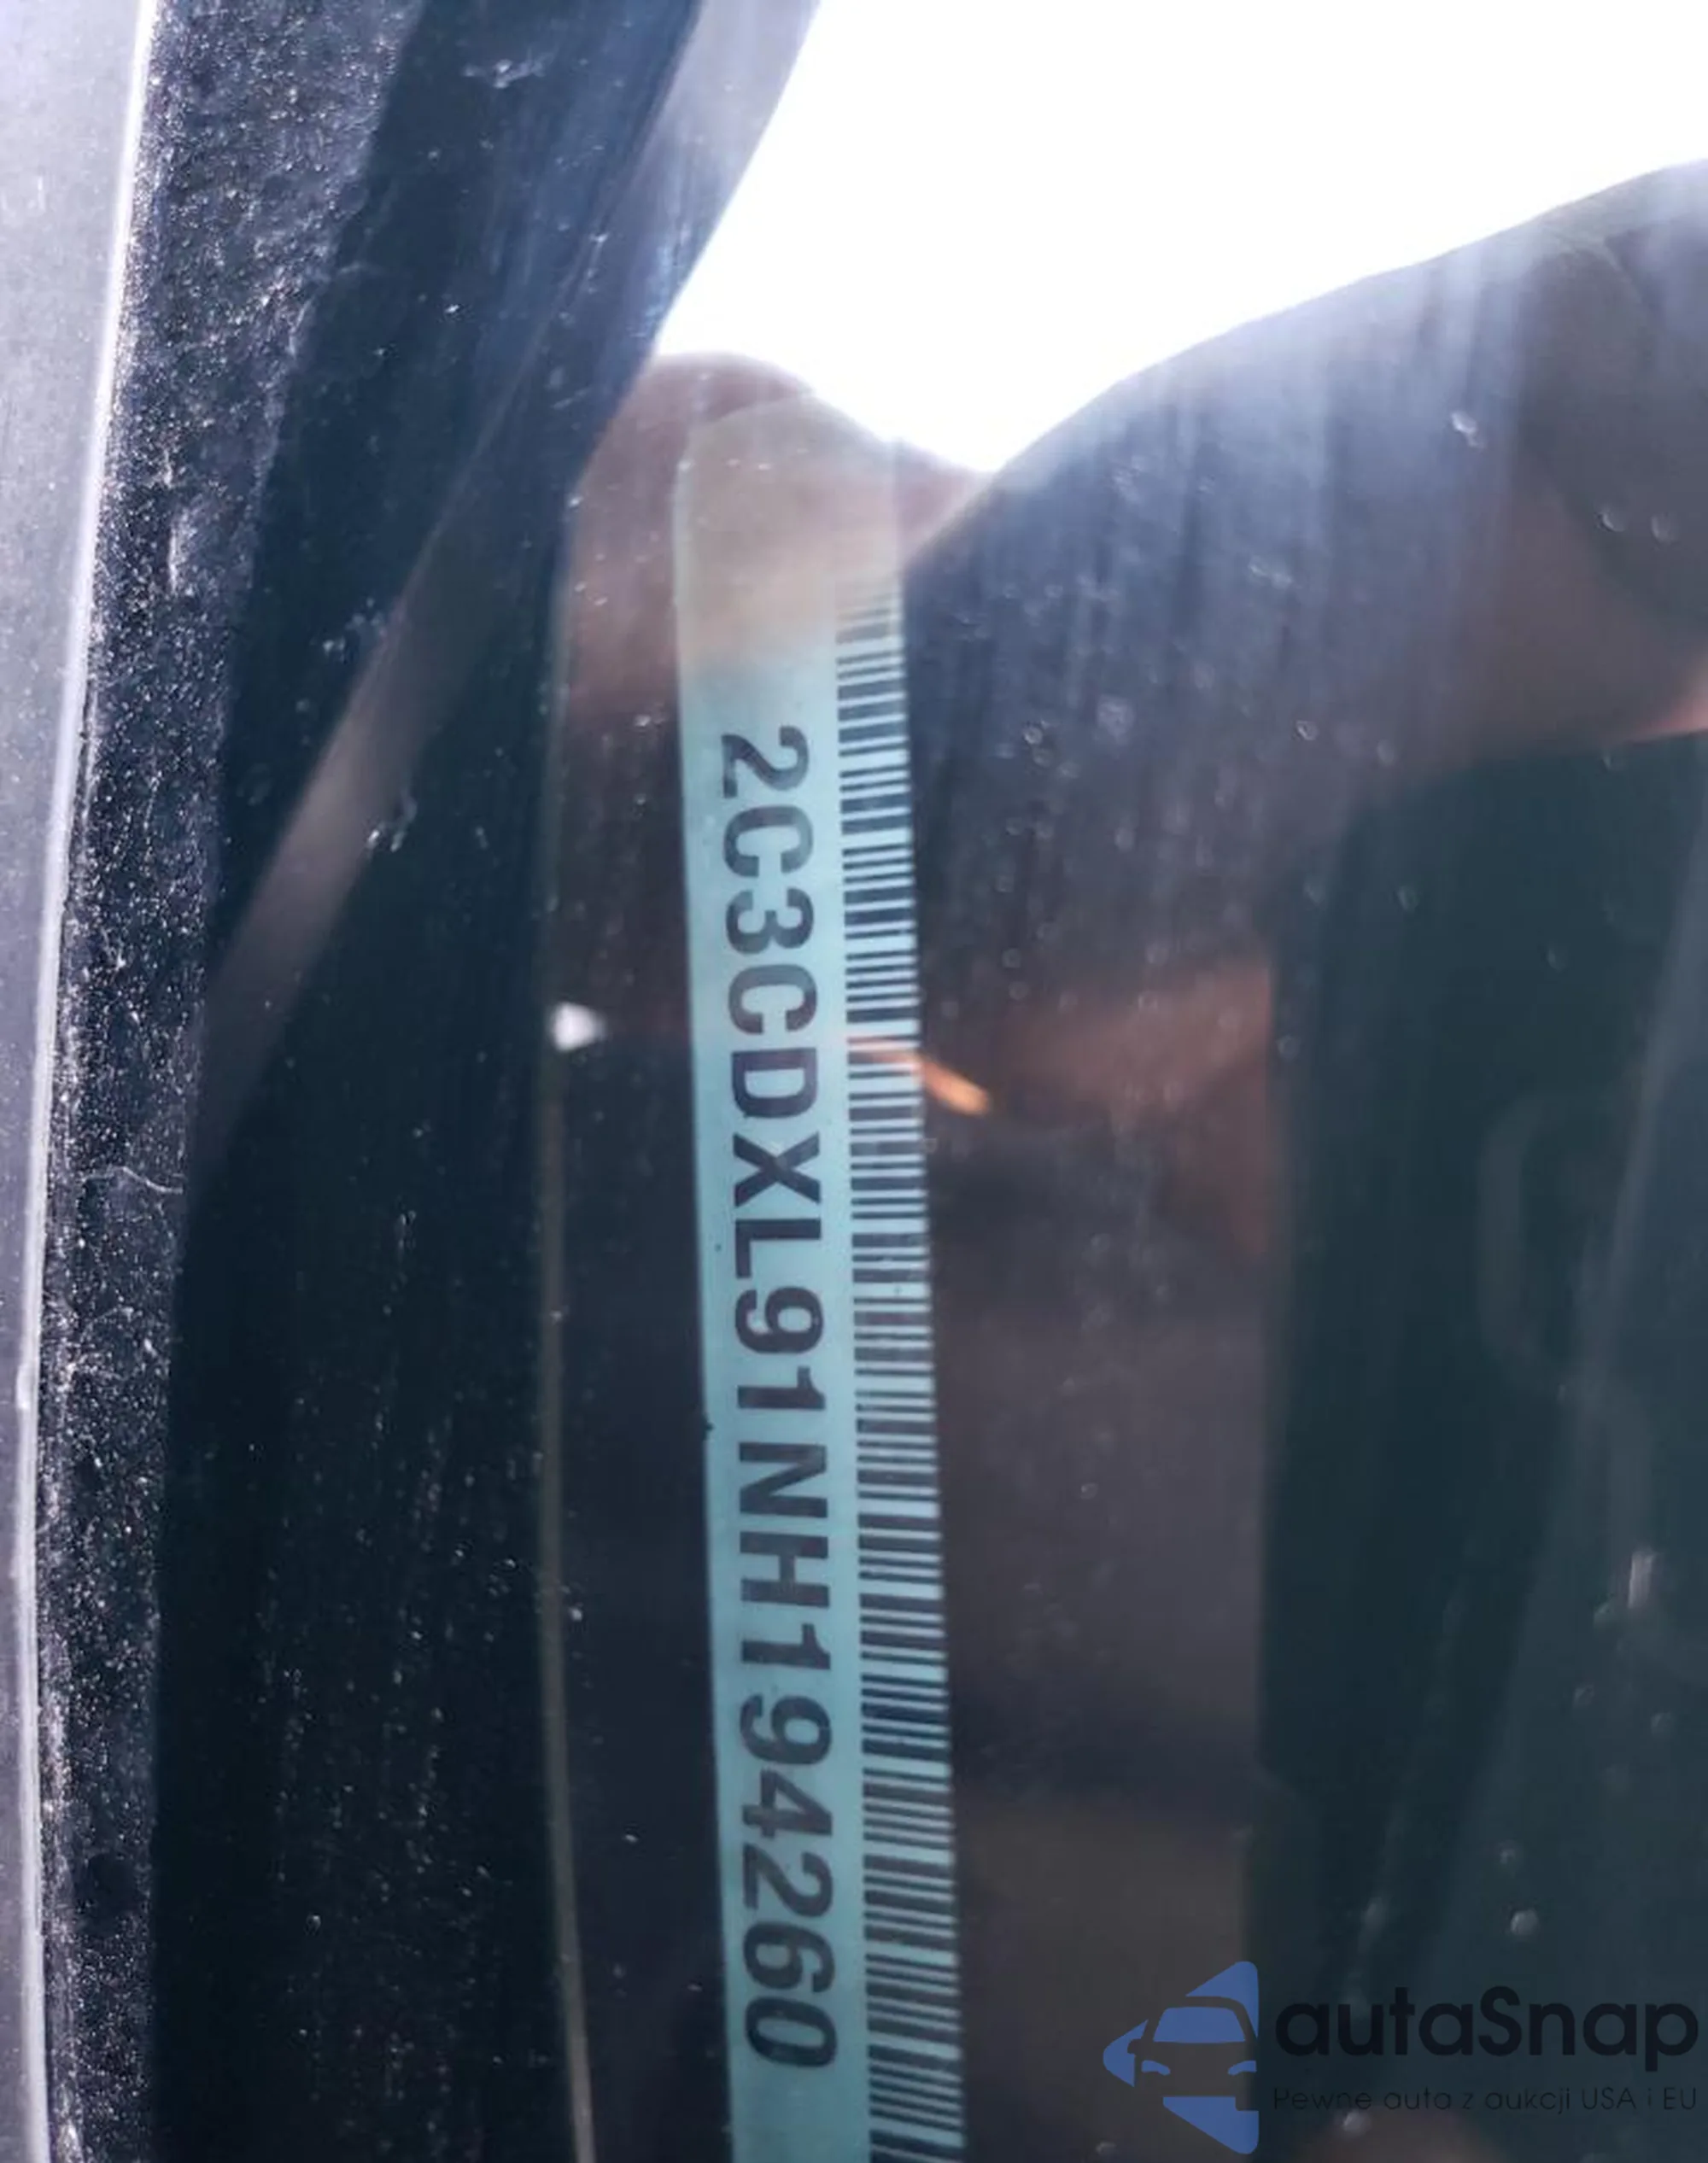 2C3CDXL91NH194260
autaSnap
Pewne auta z aukcji USA i EU